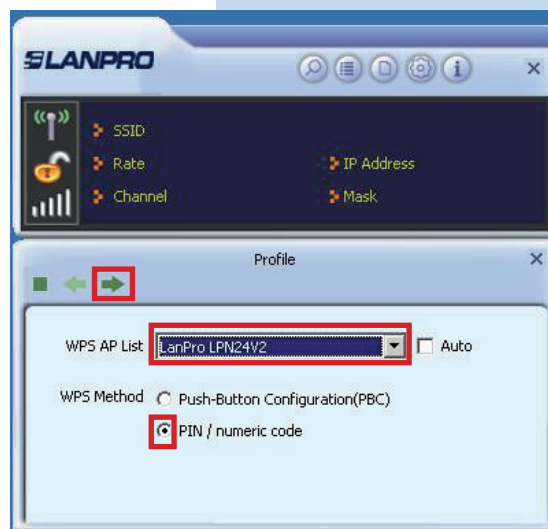 SLANPRO
SSID
Rate
IP Address
Channel
Mask
Profile
WPS AP List LanPro LPN24V2 Auto
WPS Method Push-Button Configuration(PBC)
PIN / numeric code